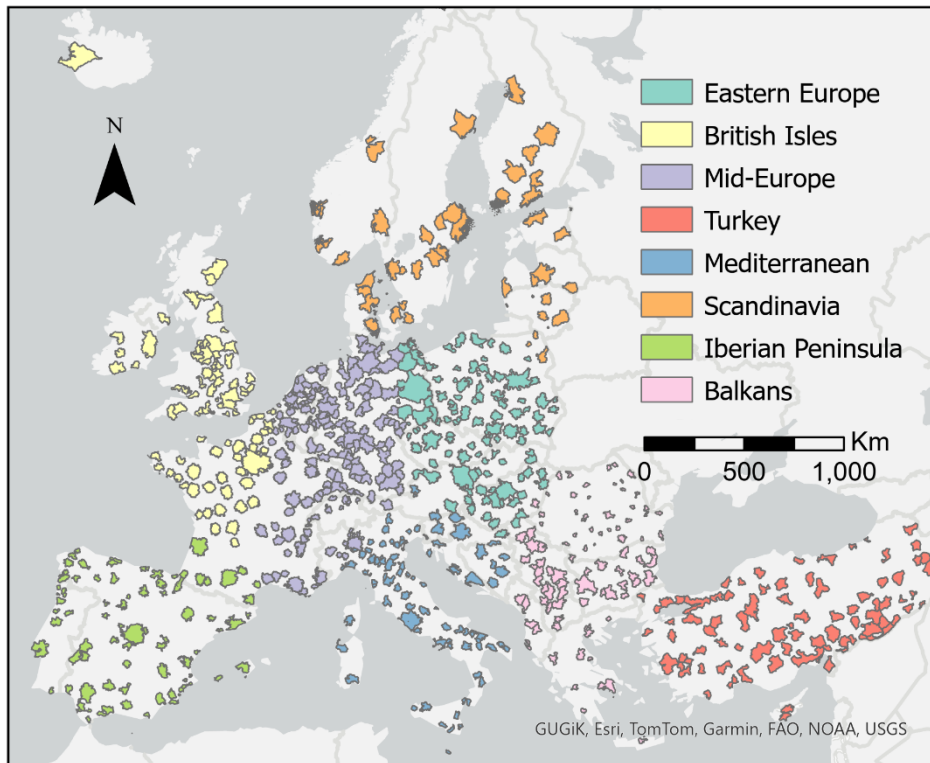 N
Eastern Europe
British Isles
Mid-Europe
Turkey
Mediterranean
Scandinavia
Iberian Peninsula
Balkans
Km
0 500 1,000
GUGiK, Esri, TomTom, Garmin, FAO, NOAA, USGS